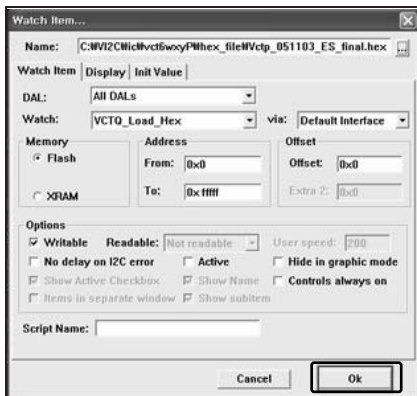 Watch Item...
Name: C:\VI2C\ic\vct6wxyP\hex_file\Vctp_051103_ES_final.hex ...
Watch Item Display Init Value
DAL: All DALs
Watch: VCTQ_Load_Hex via: Default Interface
Memory Address Offset
Flash From: 0x0 Offset: 0x0
XRAM To: 0xfffff Extra 2: 0x0
Options
Writable Readable: Not readable User speed: 200
No delay on I2C error Active Hide in graphic mode
Show Active Checkbox Show Name Controls always on
Items in separate window Show subitem
Script Name:
Cancel Ok